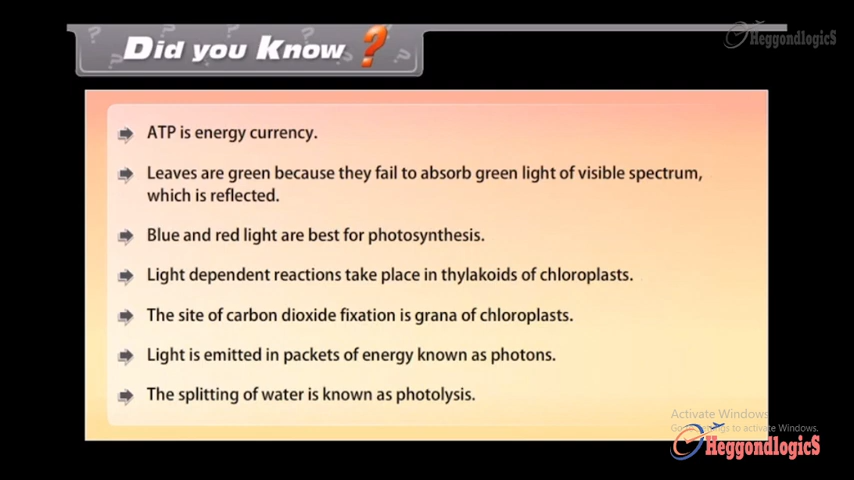 Did you Know ?
HeggondlogicS
ATP is energy currency.
Leaves are green because they fail to absorb green light of visible spectrum,
which is reflected.
Blue and red light are best for photosynthesis.
Light dependent reactions take place in thylakoids of chloroplasts.
The site of carbon dioxide fixation is grana of chloroplasts.
Light is emitted in packets of energy known as photons.
The splitting of water is known as photolysis.
Activate Windows
Go to Settings to activate Windows.
HeggondlogicS